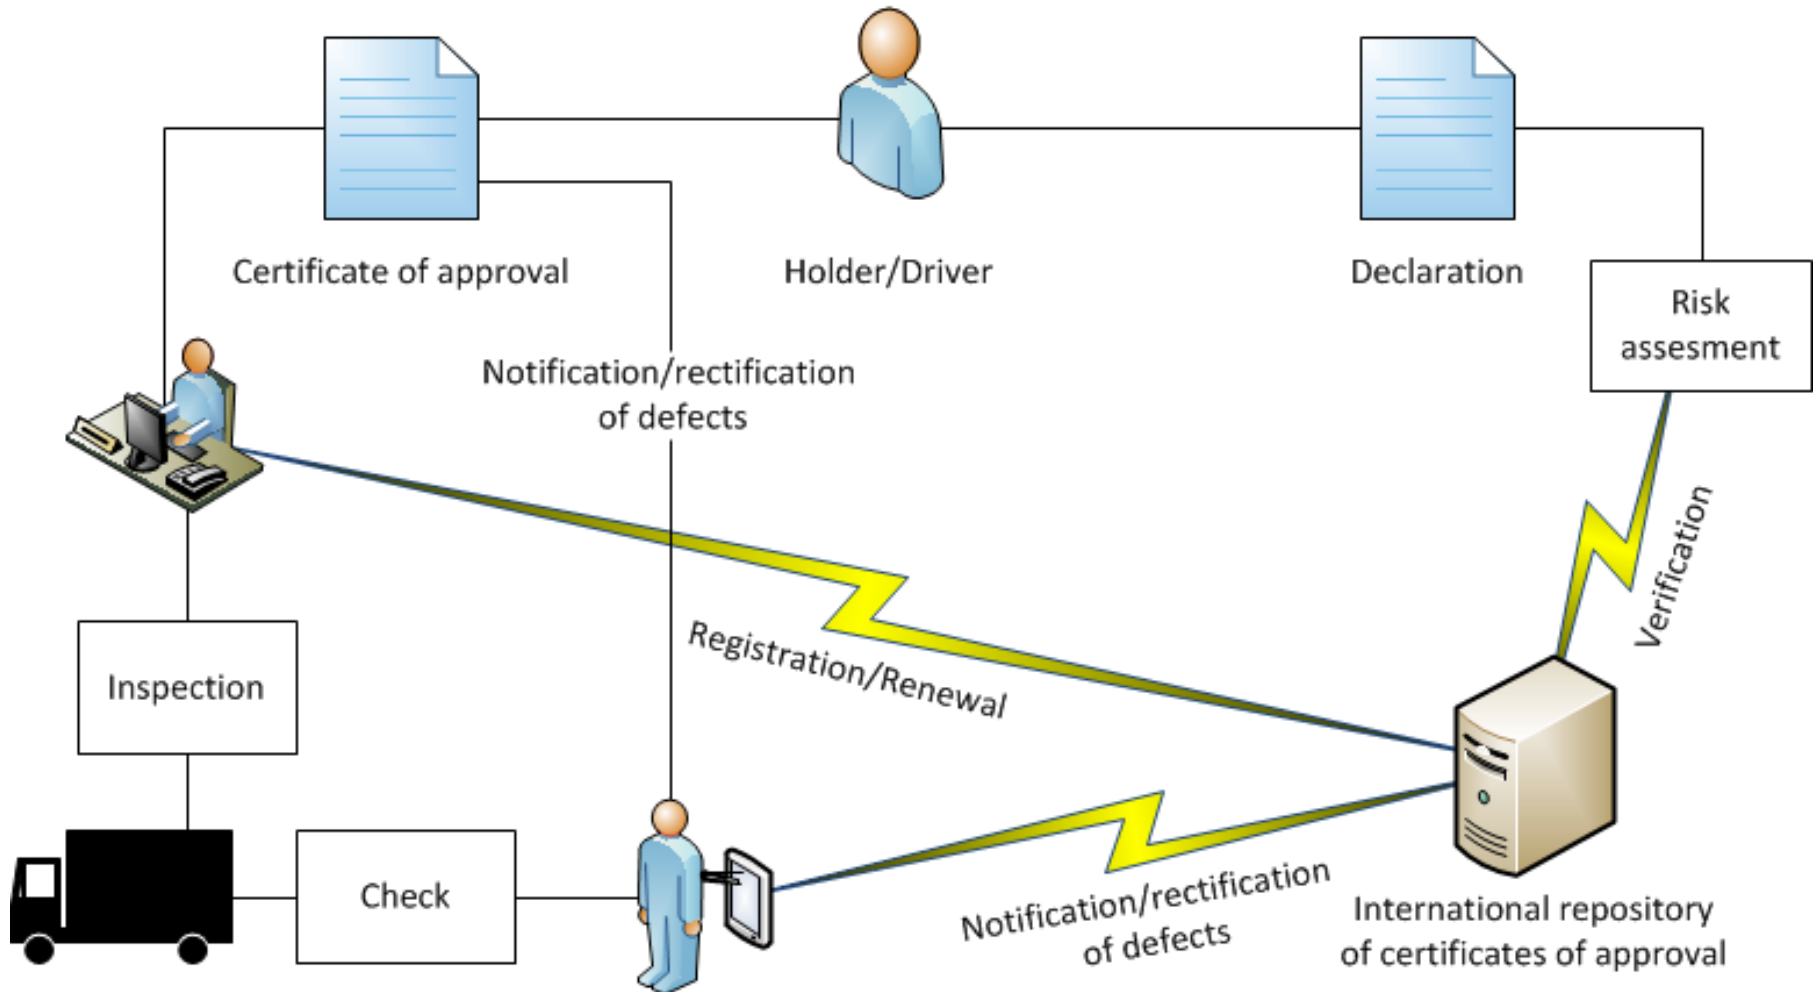 Certificate of approval
Holder/Driver
Declaration
Risk
assesment
Notification/rectification
of defects
Verification
Registration/Renewal
Inspection
Check
Notification/rectification
of defects
International repository
of certificates of approval